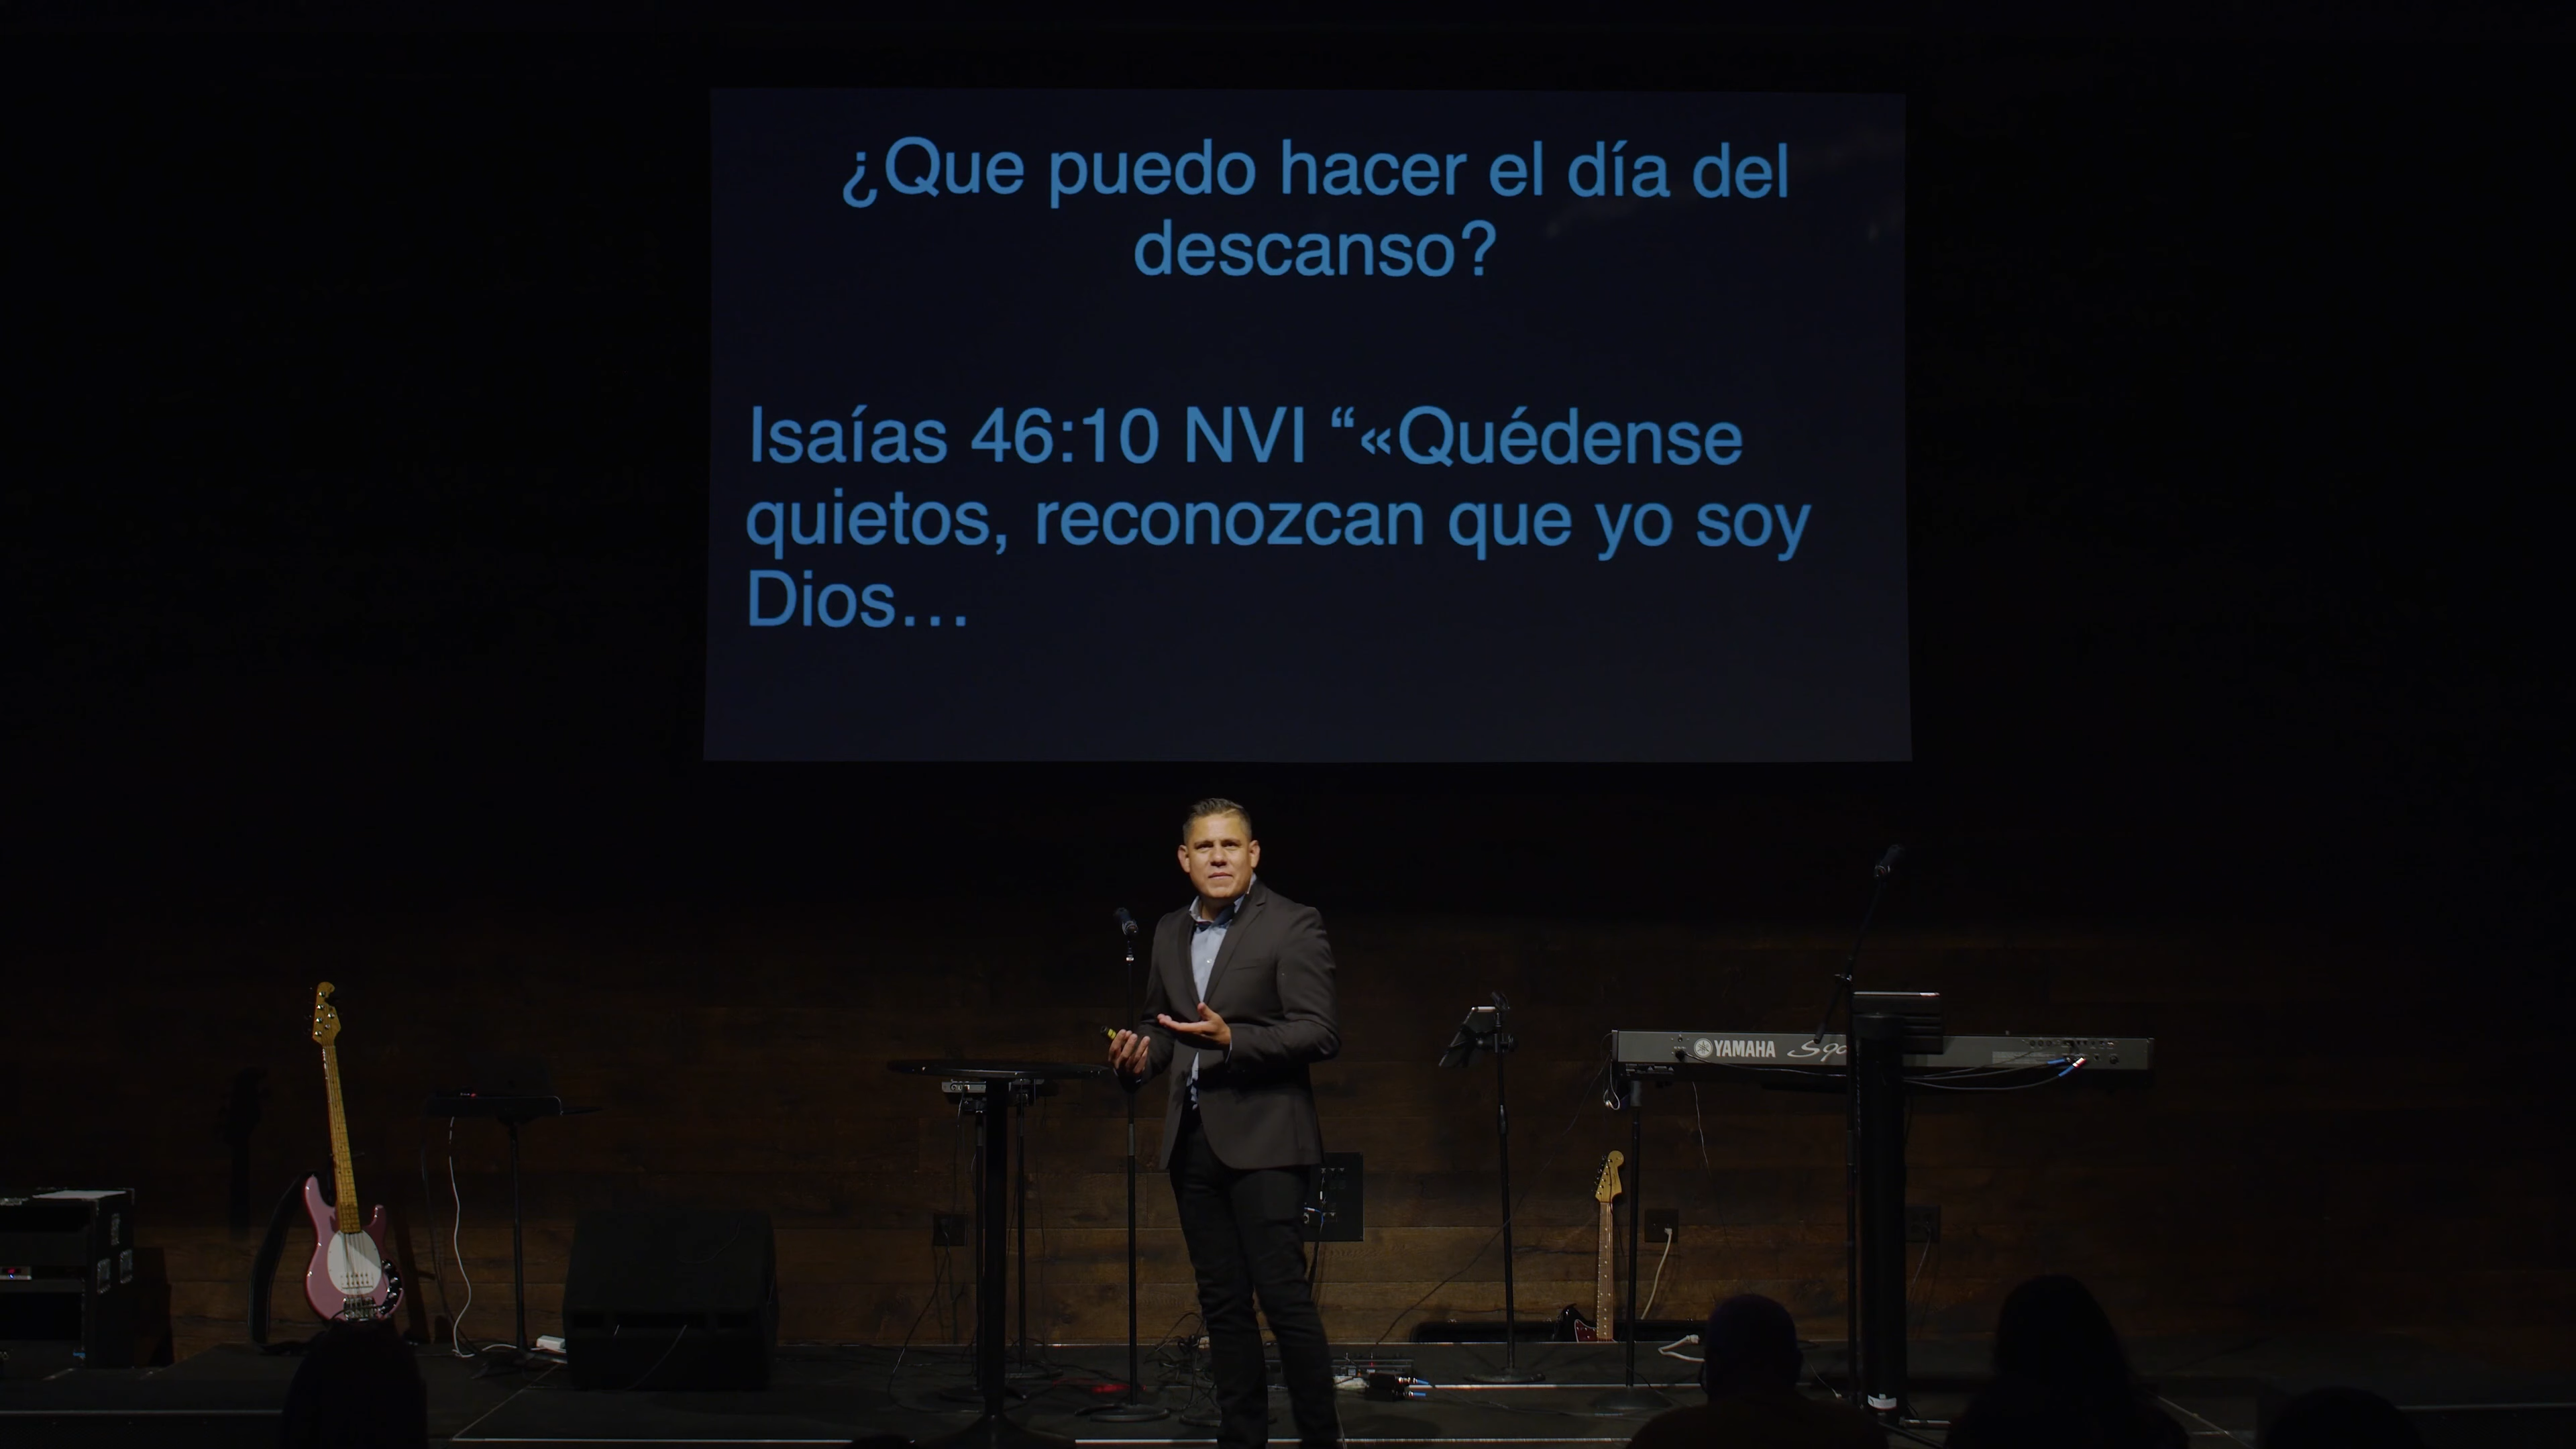 ¿Que puedo hacer el día del
descanso?
Isaías 46:10 NVI “«Quédense
quietos, reconozcan que yo soy
Dios…
YAMAHA S90